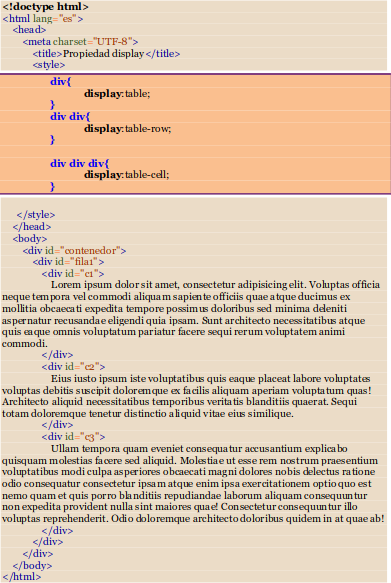 <!doctype html>
<html lang="es">
<head>
<meta charset="UTF-8">
<title>Propiedad display</title>
<style>
div{
display:table;
}
div div{
display:table-row;
}
div div div{
display:table-cell;
}
</style>
</head>
<body>
<div id="contenedor">
<div id="fila1">
<div id="c1">
Lorem ipsum dolor sit amet, consectetur adipisicing elit. Voluptas officia
neque tempora vel commodi aliquam sapiente officiis quae atque ducimus ex
mollitia obcaecati expedita tempore possimus doloribus sed minima deleniti
aspernatur recusandae eligendi quia ipsam. Sunt architecto necessitatibus atque
quis eaque omnis voluptatum pariatur facere sequi rerum voluptatem animi
commodi.
</div>
<div id="c2">
Eius iusto ipsum iste voluptatibus quis eaque placeat labore voluptates
voluptas debitis suscipit doloremque ex facilis aliquam aperiam voluptatum quas!
Architecto aliquid necessitatibus temporibus veritatis blanditiis quaerat. Sequi
totam doloremque tenetur distinctio aliquid vitae eius similique.
</div>
<div id="c3">
Ullam tempora quam eveniet consequatur accusantium explicabo
quisquam molestias facere sed aliquid. Molestiae ut esse rem nostrum praesentium
voluptatibus modi culpa asperiores obcaecati magni dolores nobis delectus ratione
odio consequatur consectetur ipsam atque enim ipsa exercitationem optio quo est
nemo quam et quis porro blanditiis repudiandae laborum aliquam consequuntur
non expedita provident nulla sint maiores quae! Consectetur consequuntur illo
voluptas reprehenderit. Odio doloremque architecto doloribus quidem in at quae ab!
</div>
</div>
</div>
</body>
</html>